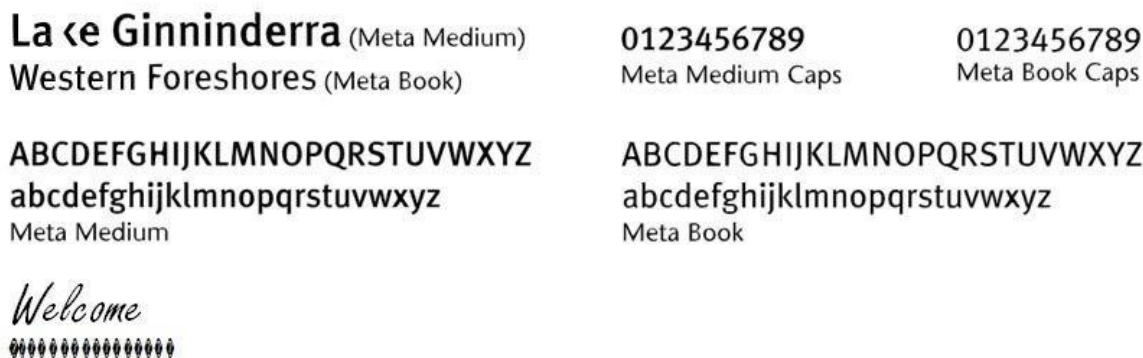 La<e Ginninderra (Meta Medium)
Western Foreshores (Meta Book)
0123456789
Meta Medium Caps
0123456789
Meta Book Caps
ABCDEFGHIJKLMNOPQRSTUVWXYZ
abcdefghijklmnopqrstuvwxyz
Meta Medium
ABCDEFGHIJKLMNOPQRSTUVWXYZ
abcdefghijklmnopqrstuvwxyz
Meta Book
Welcome